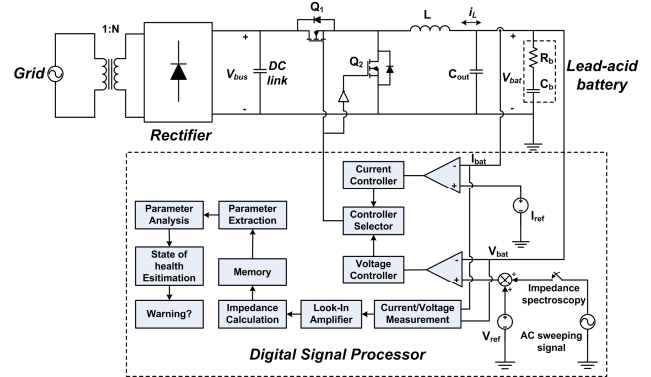 1:N
Grid
Rectifier
+
V_bus
-
DC
link
Q1
Q2
L
iL
Cout
+
Vbat
-
Rb
Cb
Lead-acid
battery
Ibat
-
+
Iref
Current
Controller
Controller
Selector
Voltage
Controller
Vbat
-
+
+
+
Vref
Impedance
spectroscopy
AC sweeping
signal
Parameter
Analysis
Parameter
Extraction
State of
health
Esitimation
Memory
Warning?
Impedance
Calculation
Look-In
Amplifier
Current/Voltage
Measurement
Digital Signal Processor